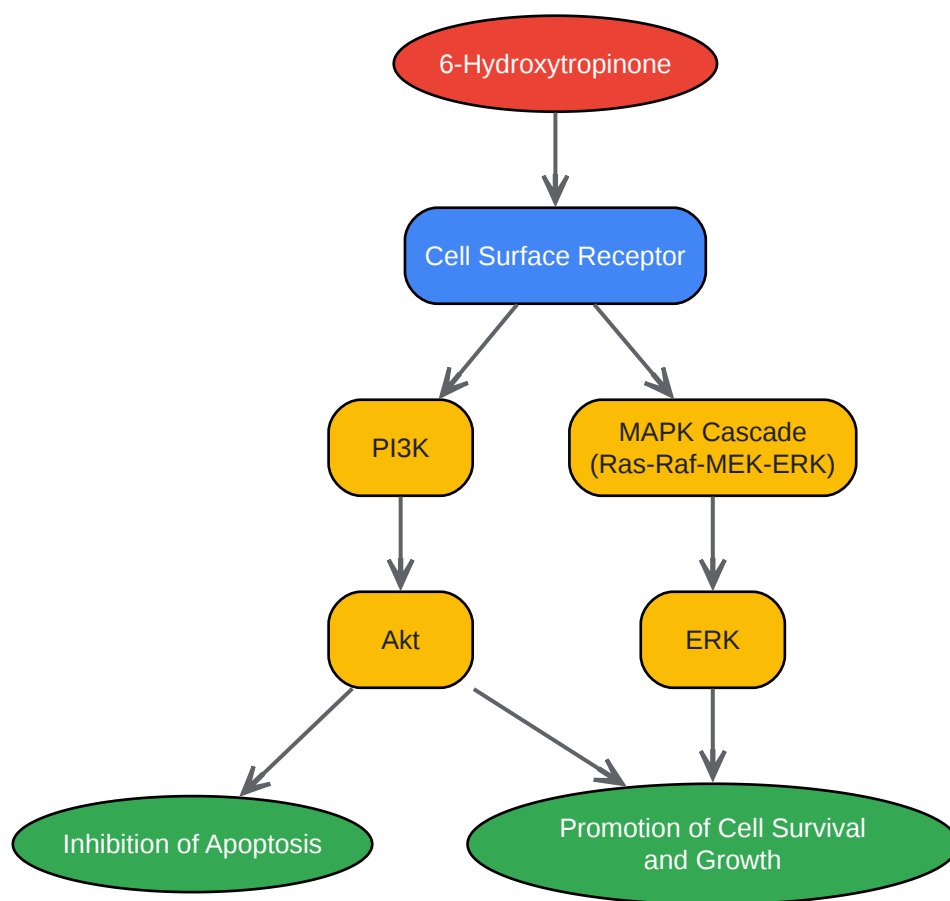 6-Hydroxytropinone
Cell Surface Receptor
PI3K
MAPK Cascade
(Ras-Raf-MEK-ERK)
Akt
ERK
Inhibition of Apoptosis
Promotion of Cell Survival
and Growth